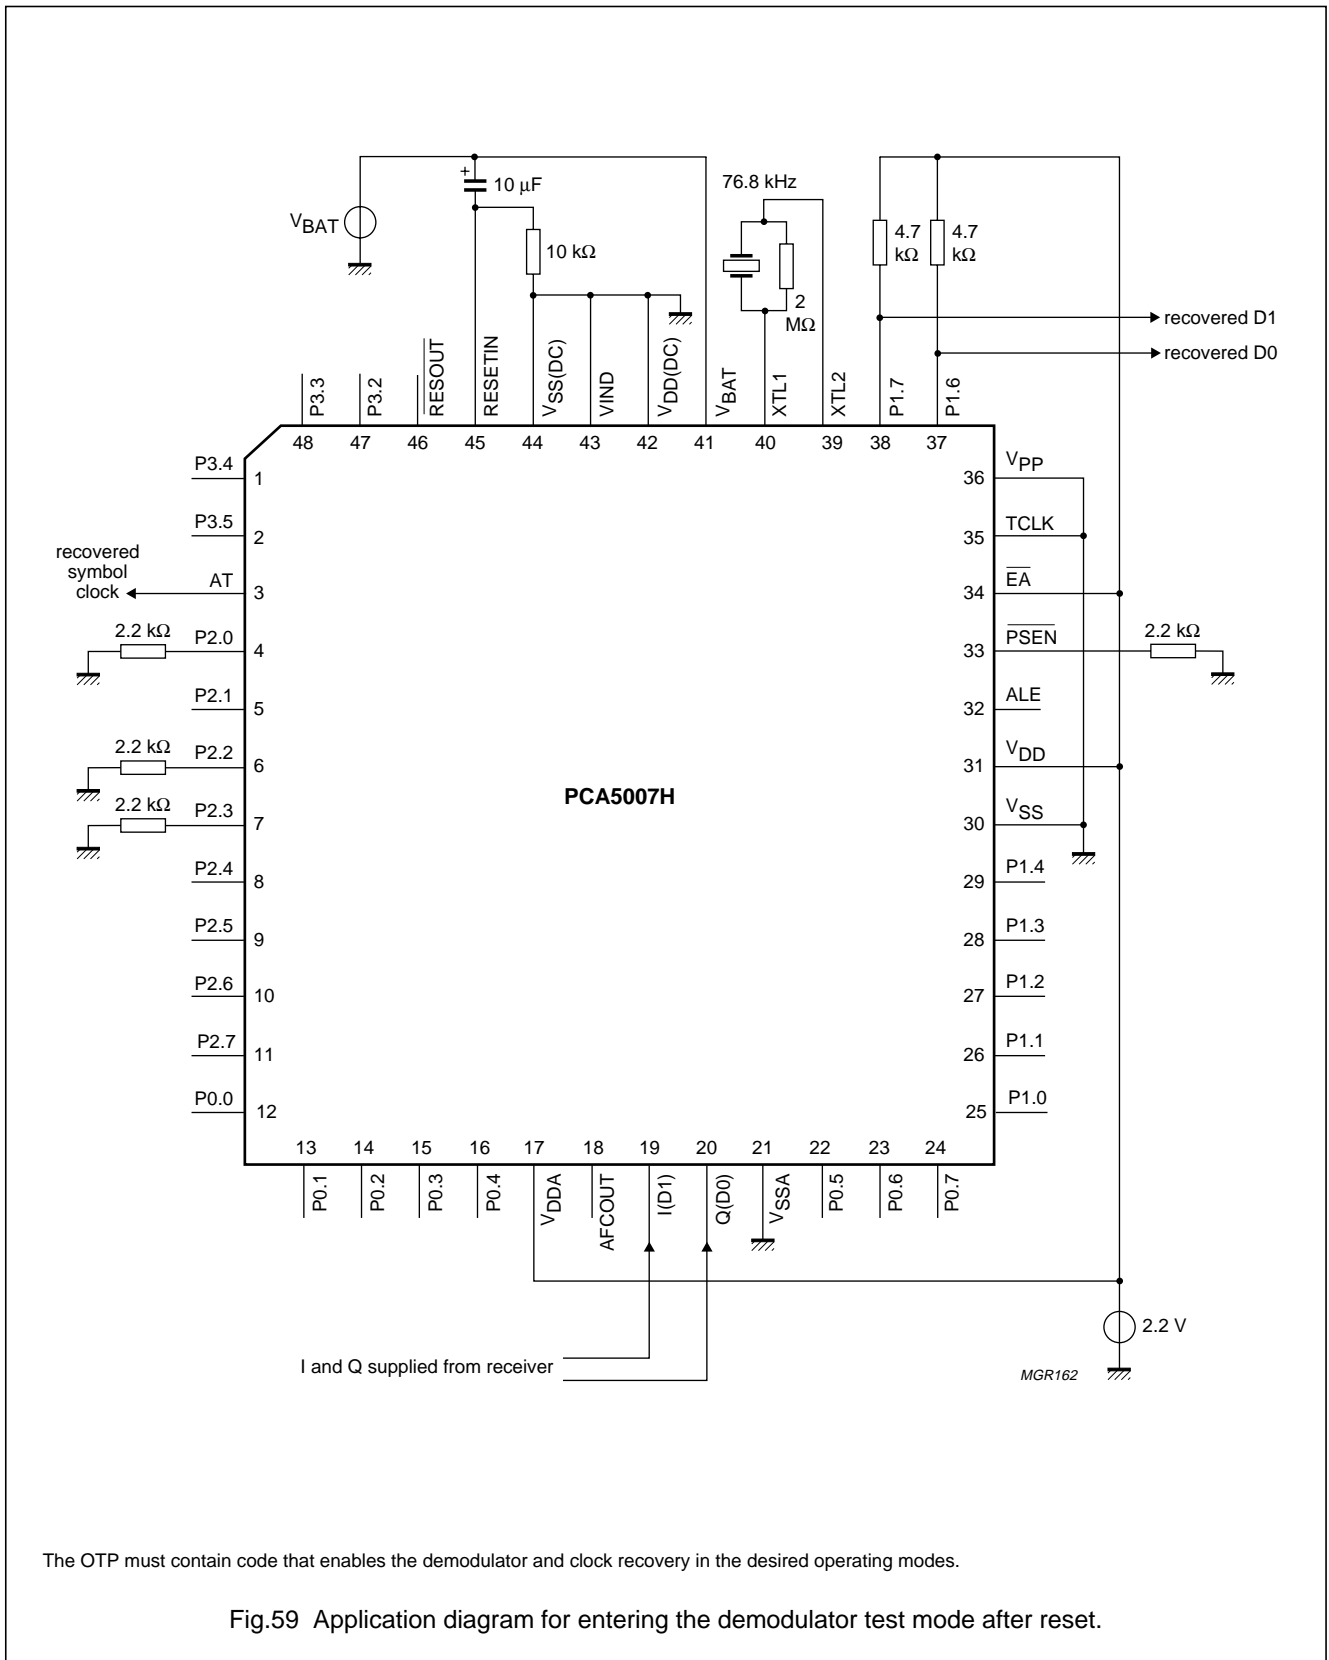 V_BAT
+
10 μF
10 kΩ
76.8 kHz
2
MΩ
4.7
kΩ
4.7
kΩ
recovered D1
recovered D0
P3.3
P3.2
RESOUT
RESETIN
VSS(DC)
VIND
VDD(DC)
VBAT
XTL1
XTL2
P1.7
P1.6
48
47
46
45
44
43
42
41
40
39
38
37
P3.4
1
P3.5
2
recovered
symbol
clock
AT
3
2.2 kΩ
P2.0
4
P2.1
5
2.2 kΩ
P2.2
6
2.2 kΩ
P2.3
7
P2.4
8
P2.5
9
P2.6
10
P2.7
11
P0.0
12
PCA5007H
36
VPP
35
TCLK
34
EA
33
PSEN
2.2 kΩ
32
ALE
31
VDD
30
VSS
29
P1.4
28
P1.3
27
P1.2
26
P1.1
25
P1.0
13
14
15
16
17
18
19
20
21
22
23
24
P0.1
P0.2
P0.3
P0.4
VDDA
AFCOUT
I(D1)
Q(D0)
VSSA
P0.5
P0.6
P0.7
2.2 V
I and Q supplied from receiver
MGR162
The OTP must contain code that enables the demodulator and clock recovery in the desired operating modes.
Fig.59 Application diagram for entering the demodulator test mode after reset.